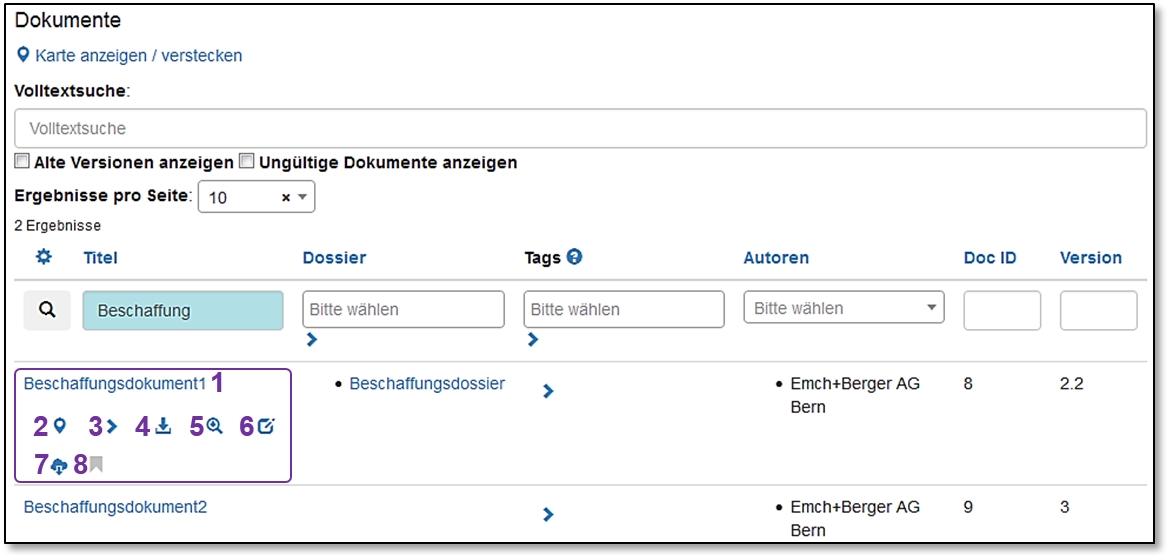 Dokumente
Karte anzeigen / verstecken
Volltextsuche:
Volltextsuche
Alte Versionen anzeigen Ungültige Dokumente anzeigen
Ergebnisse pro Seite: 10 ×
2 Ergebnisse
Titel Dossier Tags ? Autoren Doc ID Version
Beschaffung Bitte wählen Bitte wählen Bitte wählen
Beschaffungsdokument1 1 • Beschaffungsdossier • Emch+Berger AG 8 2.2
Bern
2 3 4 5 6
7 8
Beschaffungsdokument2 • Emch+Berger AG 9 3
Bern